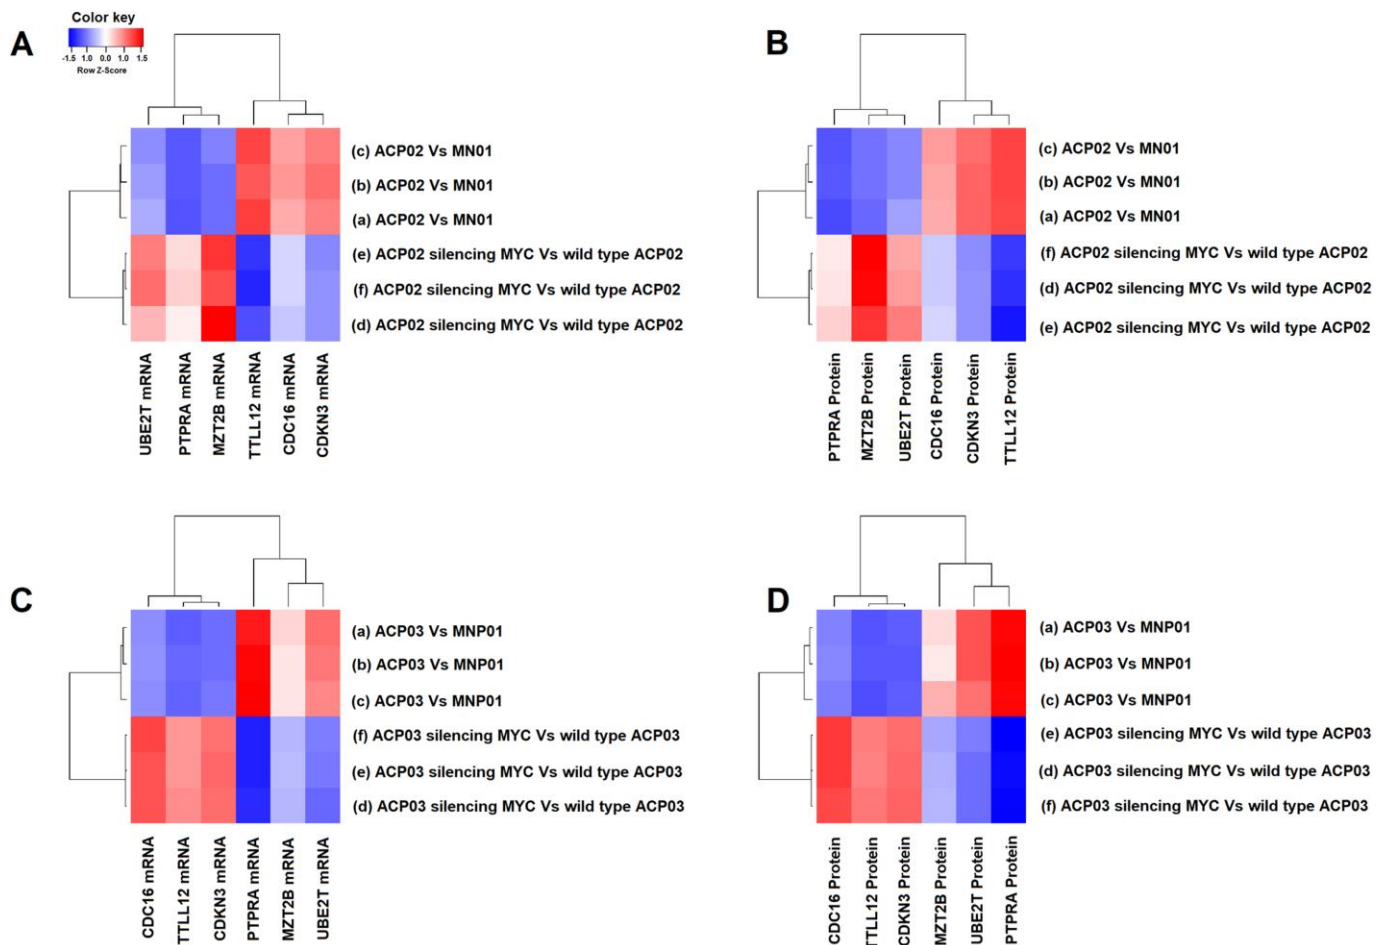 Color key
-1.5 1.0 0.0 1.0 1.5
Row Z-Score
A
(c) ACP02 Vs MN01
(b) ACP02 Vs MN01
(a) ACP02 Vs MN01
(e) ACP02 silencing MYC Vs wild type ACP02
(f) ACP02 silencing MYC Vs wild type ACP02
(d) ACP02 silencing MYC Vs wild type ACP02
UBE2T mRNA
PTPRA mRNA
MZT2B mRNA
TTLL12 mRNA
CDC16 mRNA
CDKN3 mRNA
B
(c) ACP02 Vs MN01
(b) ACP02 Vs MN01
(a) ACP02 Vs MN01
(f) ACP02 silencing MYC Vs wild type ACP02
(d) ACP02 silencing MYC Vs wild type ACP02
(e) ACP02 silencing MYC Vs wild type ACP02
PTPRA Protein
MZT2B Protein
UBE2T Protein
CDC16 Protein
CDKN3 Protein
TTLL12 Protein
C
(a) ACP03 Vs MNP01
(b) ACP03 Vs MNP01
(c) ACP03 Vs MNP01
(f) ACP03 silencing MYC Vs wild type ACP03
(e) ACP03 silencing MYC Vs wild type ACP03
(d) ACP03 silencing MYC Vs wild type ACP03
CDC16 mRNA
TTLL12 mRNA
CDKN3 mRNA
PTPRA mRNA
MZT2B mRNA
UBE2T mRNA
D
(a) ACP03 Vs MNP01
(b) ACP03 Vs MNP01
(c) ACP03 Vs MNP01
(e) ACP03 silencing MYC Vs wild type ACP03
(d) ACP03 silencing MYC Vs wild type ACP03
(f) ACP03 silencing MYC Vs wild type ACP03
CDC16 Protein
TTLL12 Protein
CDKN3 Protein
MZT2B Protein
UBE2T Protein
PTPRA Protein